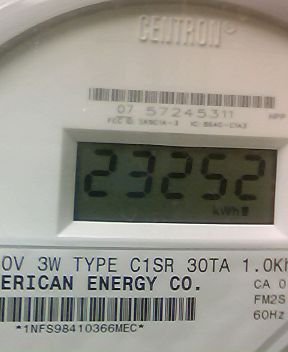 CENTRON
07 57245311
23252
kWh
0V 3W TYPE C1SR 30TA 1.0Kh
ERICAN ENERGY CO.
CA 0
FM2S
60Hz
*1NFS98410366MEC*